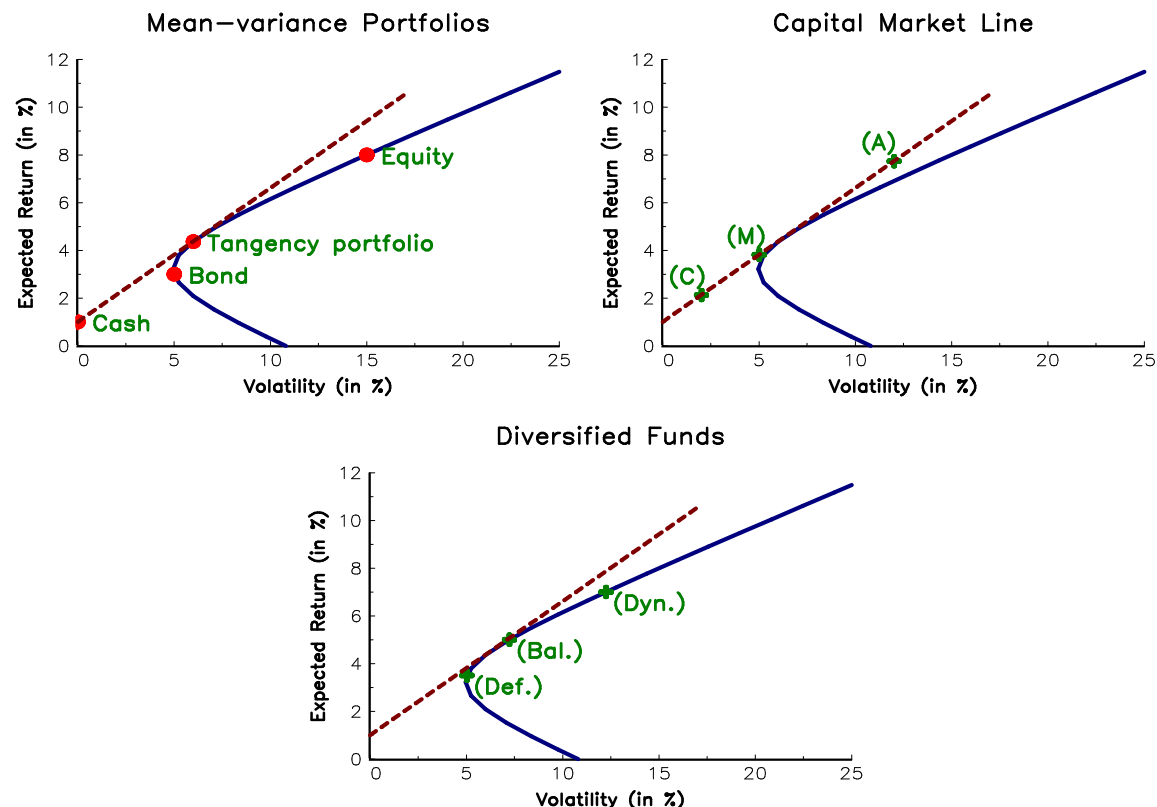 Mean-variance Portfolios
Expected Return (in %)
12
10
8
6
4
2
0
Equity
Tangency portfolio
Bond
Cash
0 5 10 15 20 25
Volatility (in %)
Capital Market Line
Expected Return (in %)
12
10
8
6
4
2
0
(A)
(M)
(C)
0 5 10 15 20 25
Volatility (in %)
Diversified Funds
Expected Return (in %)
12
10
8
6
4
2
0
(Dyn.)
(Bal.)
(Def.)
0 5 10 15 20 25
Volatility (in %)